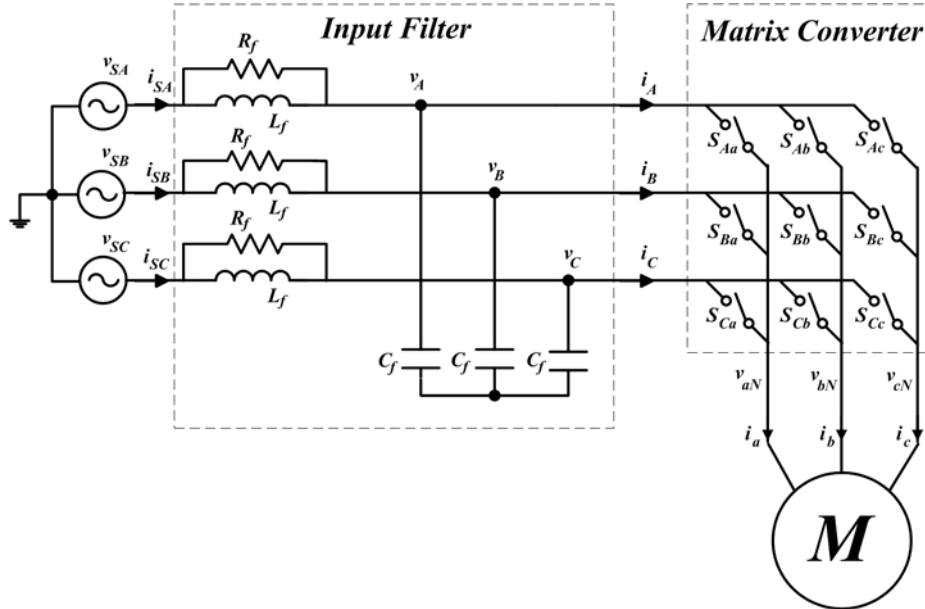 Input Filter
Matrix Converter
R_f
v_SA
i_SA
L_f
v_A
i_A
S_Aa
S_Ab
S_Ac
R_f
v_SB
i_SB
L_f
v_B
i_B
S_Ba
S_Bb
S_Bc
R_f
v_SC
i_SC
L_f
v_C
i_C
S_Ca
S_Cb
S_Cc
C_f
C_f
C_f
v_aN
v_bN
v_cN
i_a
i_b
i_c
M